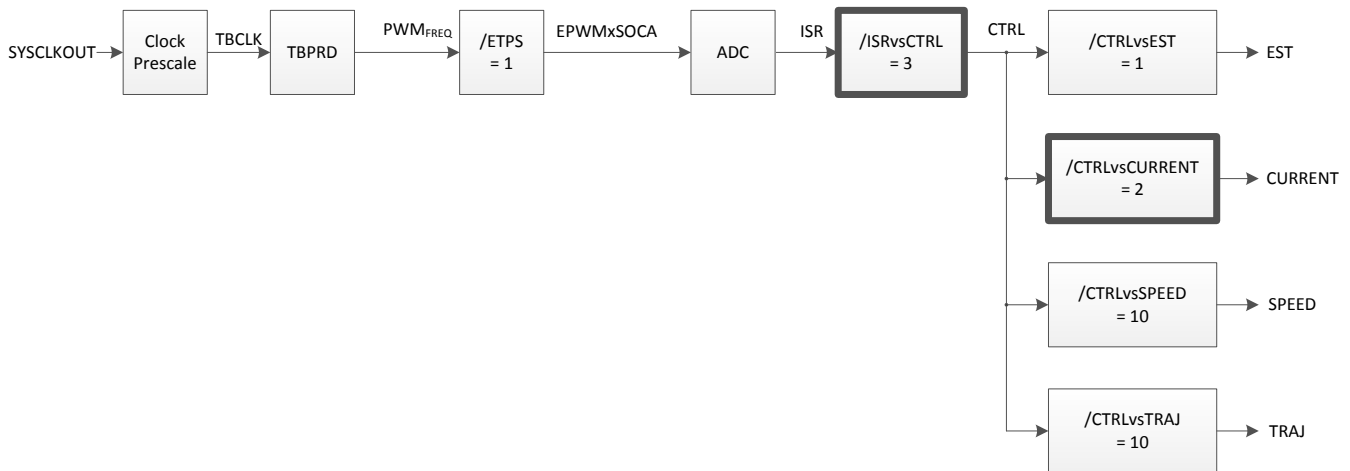 SYSCLKOUT
Clock
Prescale
TBCLK
TBPRD
PWMFREQ
/ETPS
= 1
EPWMxSOCA
ADC
ISR
/ISRvsCTRL
= 3
CTRL
/CTRLvsEST
= 1
EST
/CTRLvsCURRENT
= 2
CURRENT
/CTRLvsSPEED
= 10
SPEED
/CTRLvsTRAJ
= 10
TRAJ